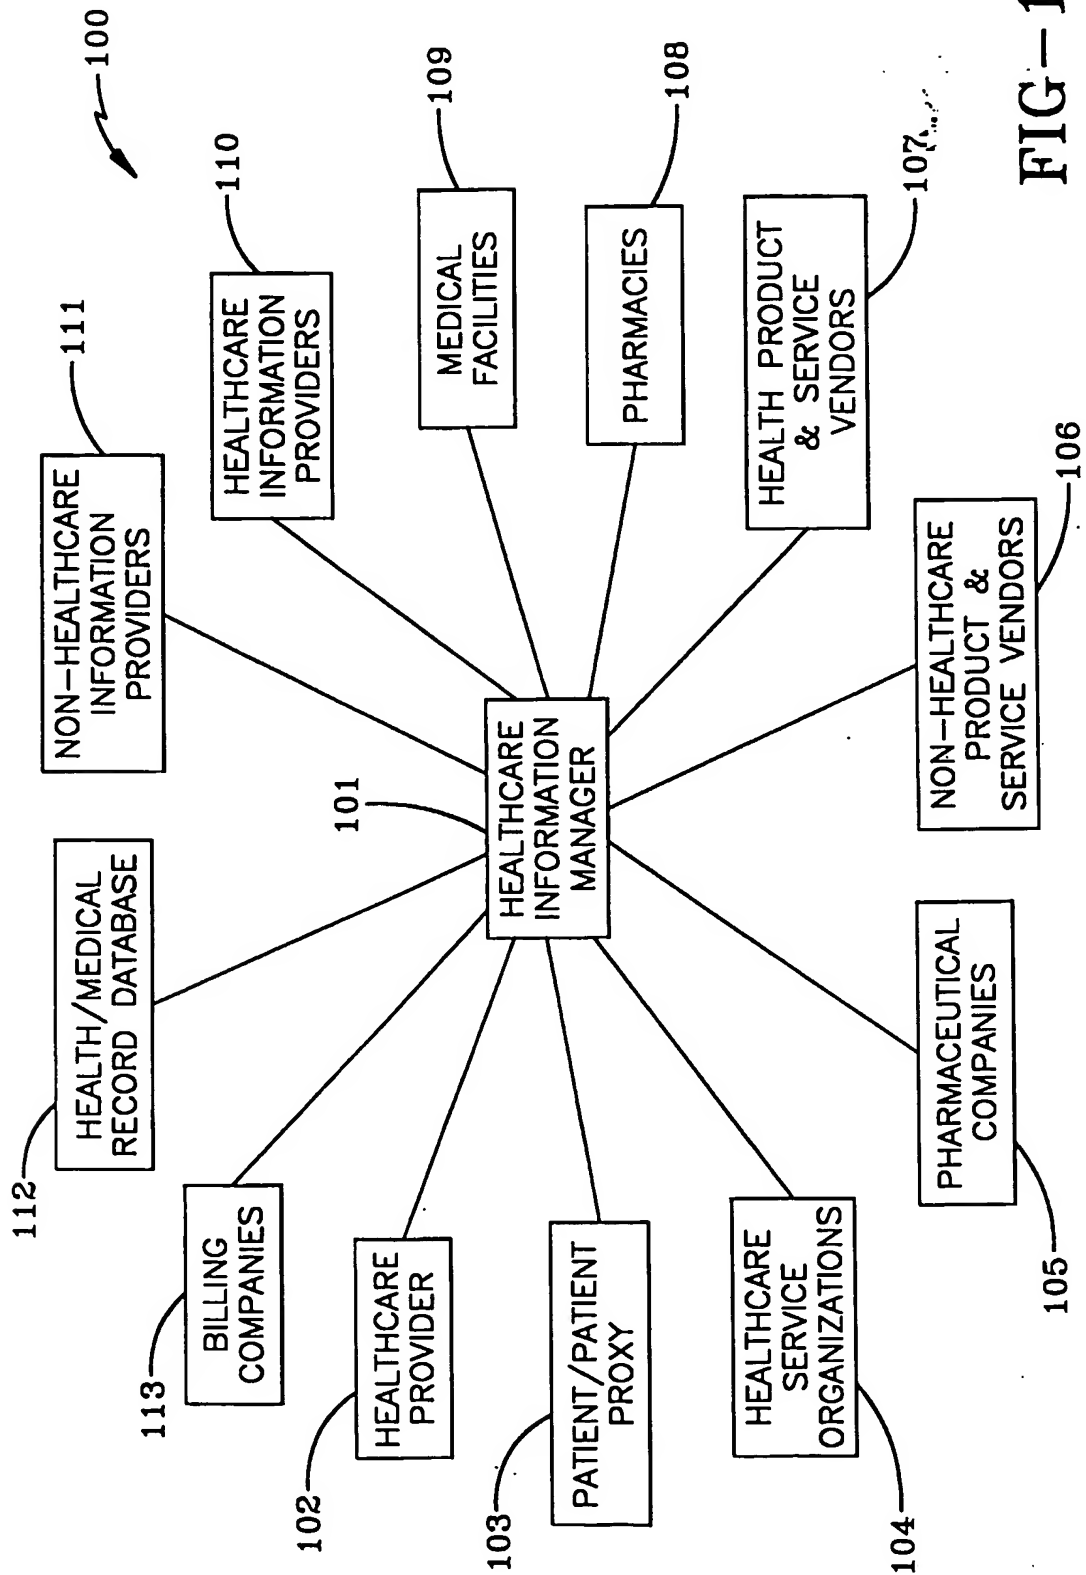 100
112
HEALTH/MEDICAL
RECORD DATABASE
111
NON-HEALTHCARE
INFORMATION
PROVIDERS
113
BILLING
COMPANIES
110
HEALTHCARE
INFORMATION
PROVIDERS
102
HEALTHCARE
PROVIDER
101
HEALTHCARE
INFORMATION
MANAGER
109
MEDICAL
FACILITIES
103
PATIENT/PATIENT
PROXY
108
PHARMACIES
104
HEALTHCARE
SERVICE
ORGANIZATIONS
107
HEALTH PRODUCT
& SERVICE
VENDORS
105
PHARMACEUTICAL
COMPANIES
106
NON-HEALTHCARE
PRODUCT &
SERVICE VENDORS
FIG-1